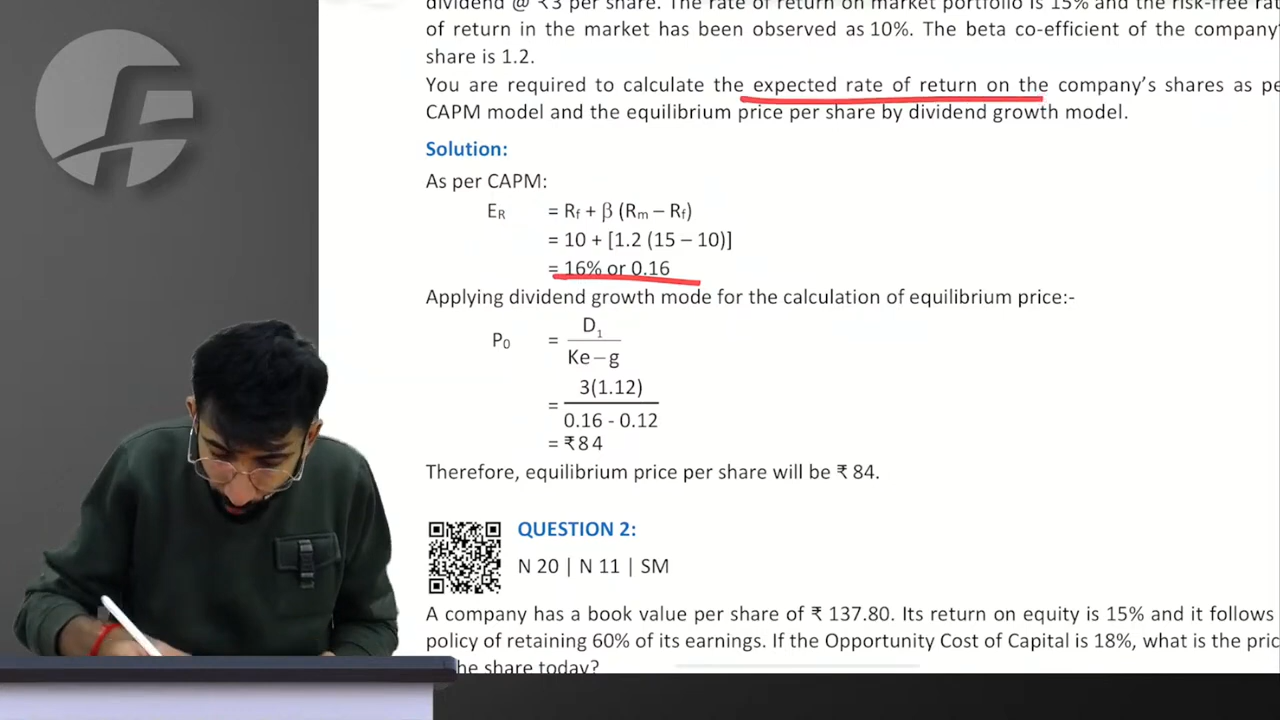 dividend @ ₹3 per share. The rate of return on market portfolio is 15% and the risk-free rat
of return in the market has been observed as 10%. The beta co-efficient of the company'
share is 1.2.
You are required to calculate the expected rate of return on the company's shares as pe
CAPM model and the equilibrium price per share by dividend growth model.
Solution:
As per CAPM:
ER = Rf + β (Rm – Rf)
= 10 + [1.2 (15 – 10)]
= 16% or 0.16
Applying dividend growth mode for the calculation of equilibrium price:-
P0 = D1
Ke – g
= 3(1.12)
0.16 - 0.12
= ₹84
Therefore, equilibrium price per share will be ₹ 84.
QUESTION 2:
N 20 | N 11 | SM
A company has a book value per share of ₹ 137.80. Its return on equity is 15% and it follows
policy of retaining 60% of its earnings. If the Opportunity Cost of Capital is 18%, what is the pric
he share today?